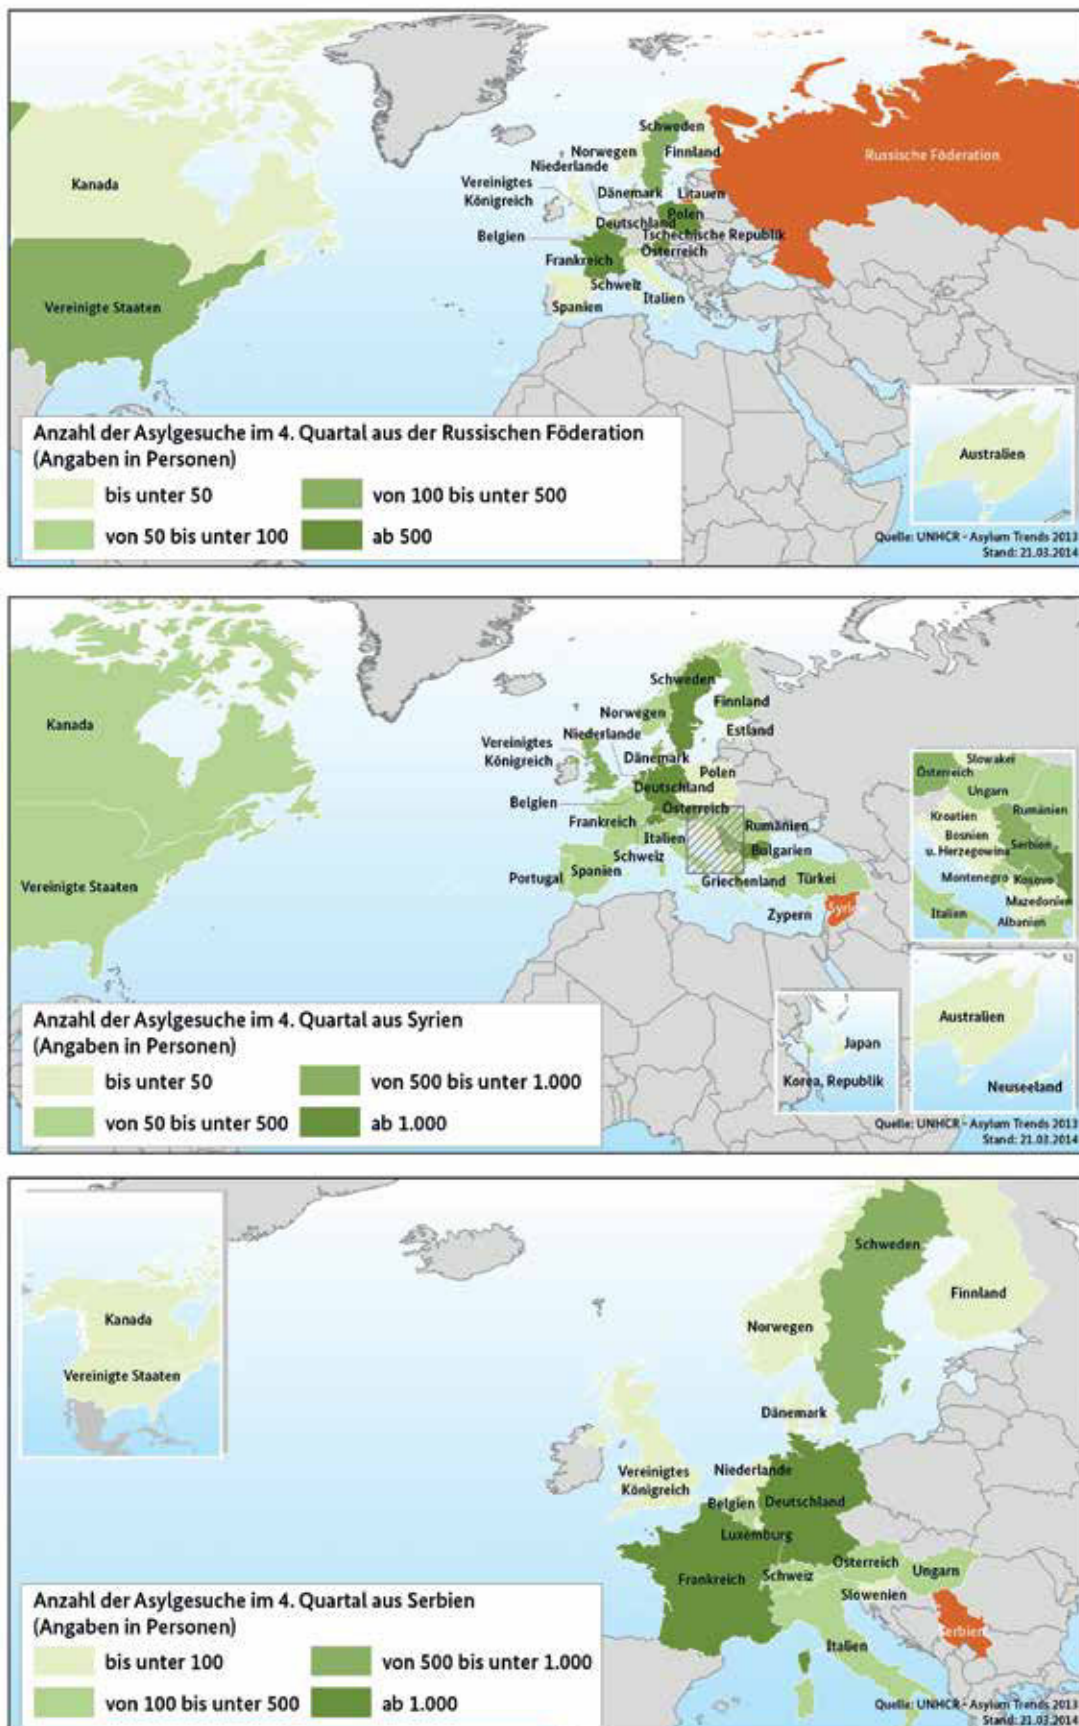 Schweden
Norwegen
Finnland
Russische Föderation
Niederlande
Kanada
Vereinigtes
Königreich
Dänemark
Litauen
Deutschland
Polen
Belgien
Tschechische Republik
Österreich
Frankreich
Schweiz
Vereinigte Staaten
Italien
Spanien
Anzahl der Asylgesuche im 4. Quartal aus der Russischen Föderation
(Angaben in Personen)
bis unter 50
von 100 bis unter 500
von 50 bis unter 100
ab 500
Australien
Quelle: UNHCR - Asylum Trends 2013
Stand: 21.03.2014
Schweden
Finnland
Norwegen
Kanada
Niederlande
Estland
Vereinigtes
Königreich
Dänemark
Polen
Deutschland
Belgien
Österreich
Frankreich
Rumänien
Italien
Bulgarien
Schweiz
Vereinigte Staaten
Portugal
Spanien
Griechenland
Türkei
Zypern
Syrien
Slowakei
Österreich
Ungarn
Rumänien
Kroatien
Bosnien
u. Herzegowina
Serbien
Montenegro
Kosovo
Mazedonien
Italien
Albanien
Anzahl der Asylgesuche im 4. Quartal aus Syrien
(Angaben in Personen)
bis unter 50
von 500 bis unter 1.000
von 50 bis unter 500
ab 1.000
Japan
Korea, Republik
Australien
Neuseeland
Quelle: UNHCR - Asylum Trends 2013
Stand: 21.03.2014
Kanada
Vereinigte Staaten
Schweden
Finnland
Norwegen
Dänemark
Vereinigtes
Königreich
Niederlande
Belgien
Deutschland
Luxemburg
Österreich
Frankreich
Schweiz
Ungarn
Slowenien
Serbien
Italien
Anzahl der Asylgesuche im 4. Quartal aus Serbien
(Angaben in Personen)
bis unter 100
von 500 bis unter 1.000
von 100 bis unter 500
ab 1.000
Quelle: UNHCR - Asylum Trends 2013
Stand: 21.03.2014